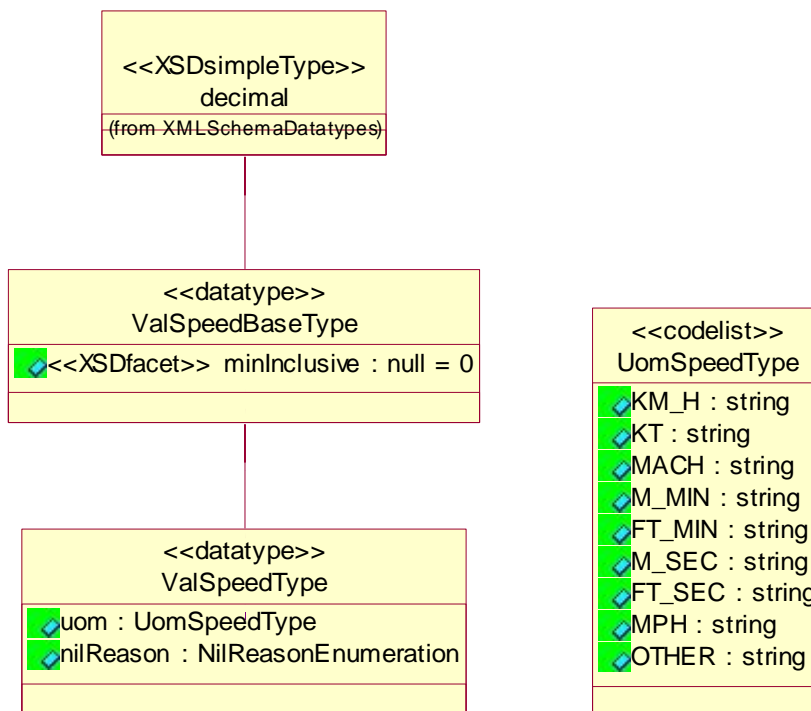 <<XSDsimpleType>>
decimal
(from XMLSchemaDatatypes)
<<datatype>>
ValSpeedBaseType
<<XSDfacet>> minInclusive : null = 0
<<datatype>>
ValSpeedType
uom : UomSpeedType
nilReason : NilReasonEnumeration
<<codelist>>
UomSpeedType
KM_H : string
KT : string
MACH : string
M_MIN : string
FT_MIN : string
M_SEC : string
FT_SEC : string
MPH : string
OTHER : string